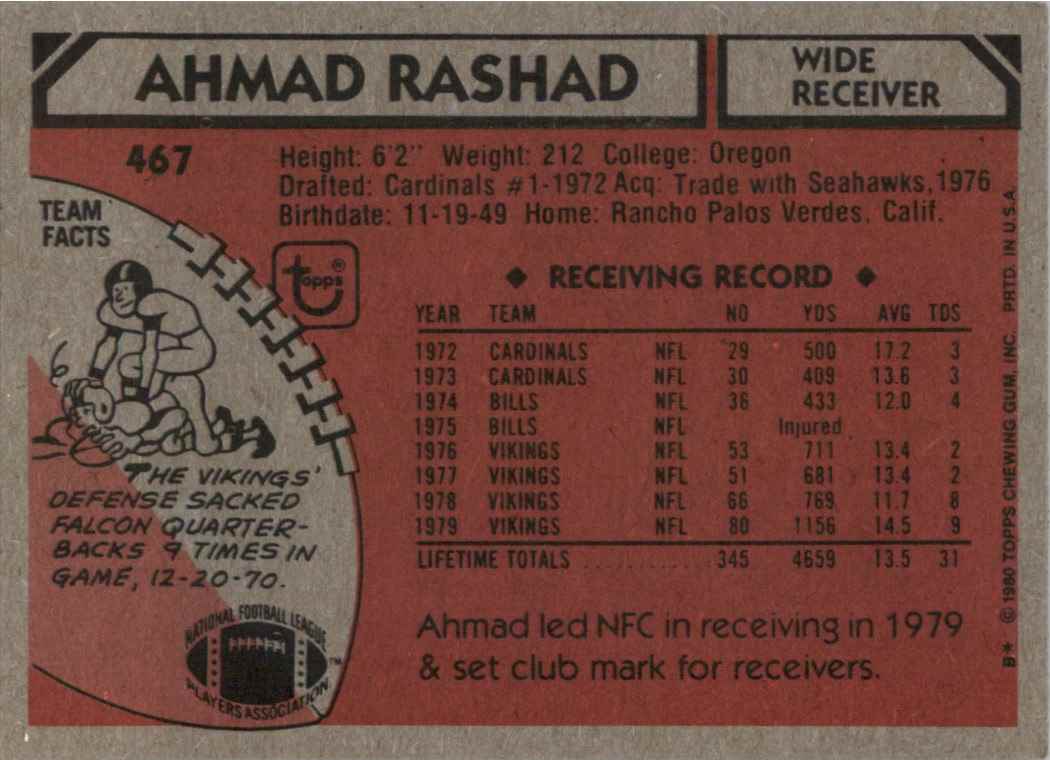 AHMAD RASHAD
WIDE
RECEIVER
467
Height: 6'2" Weight: 212 College: Oregon
Drafted: Cardinals #1-1972 Acq: Trade with Seahawks, 1976
Birthdate: 11-19-49 Home: Rancho Palos Verdes, Calif.
TEAM
FACTS
topps®
THE VIKINGS'
DEFENSE SACKED
FALCON QUARTER-
BACKS 9 TIMES IN
GAME, 12-20-70.
NATIONAL FOOTBALL LEAGUE
PLAYERS ASSOCIATION
TM
◆ RECEIVING RECORD ◆
YEAR TEAM NO YDS AVG TDS
1972 CARDINALS NFL 29 500 17.2 3
1973 CARDINALS NFL 30 409 13.6 3
1974 BILLS NFL 36 433 12.0 4
1975 BILLS NFL Injured
1976 VIKINGS NFL 53 711 13.4 2
1977 VIKINGS NFL 51 681 13.4 2
1978 VIKINGS NFL 66 769 11.7 8
1979 VIKINGS NFL 80 1156 14.5 9
LIFETIME TOTALS ............ 345 4659 13.5 31
Ahmad led NFC in receiving in 1979
& set club mark for receivers.
B* © 1980 TOPPS CHEWING GUM, INC. PRTD. IN U.S.A